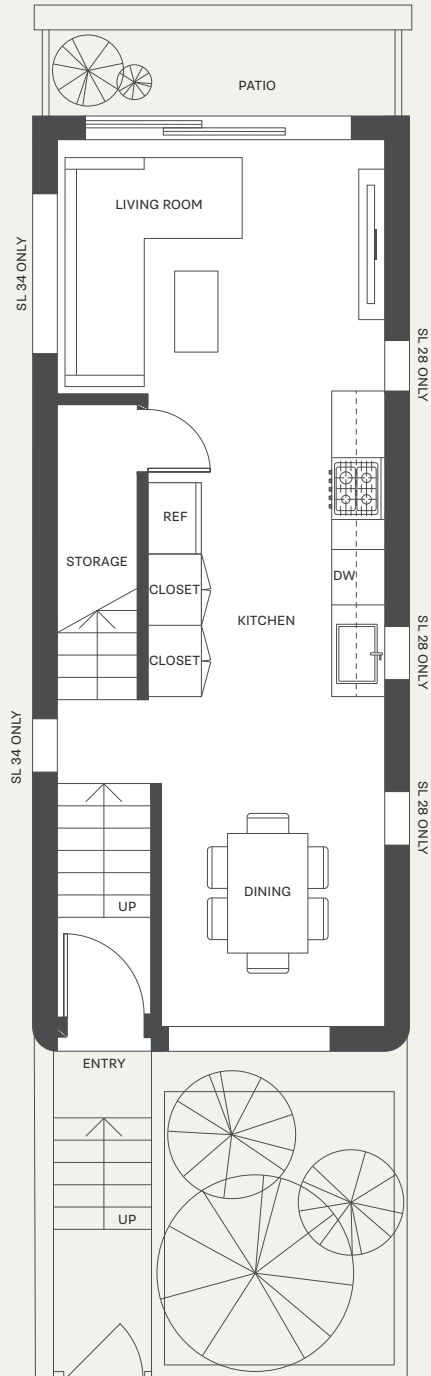 PATIO
LIVING ROOM
SL 34 ONLY
SL 28 ONLY
REF
STORAGE
DW
CLOSET
KITCHEN
CLOSET
SL 28 ONLY
SL 34 ONLY
SL 28 ONLY
DINING
UP
ENTRY
UP